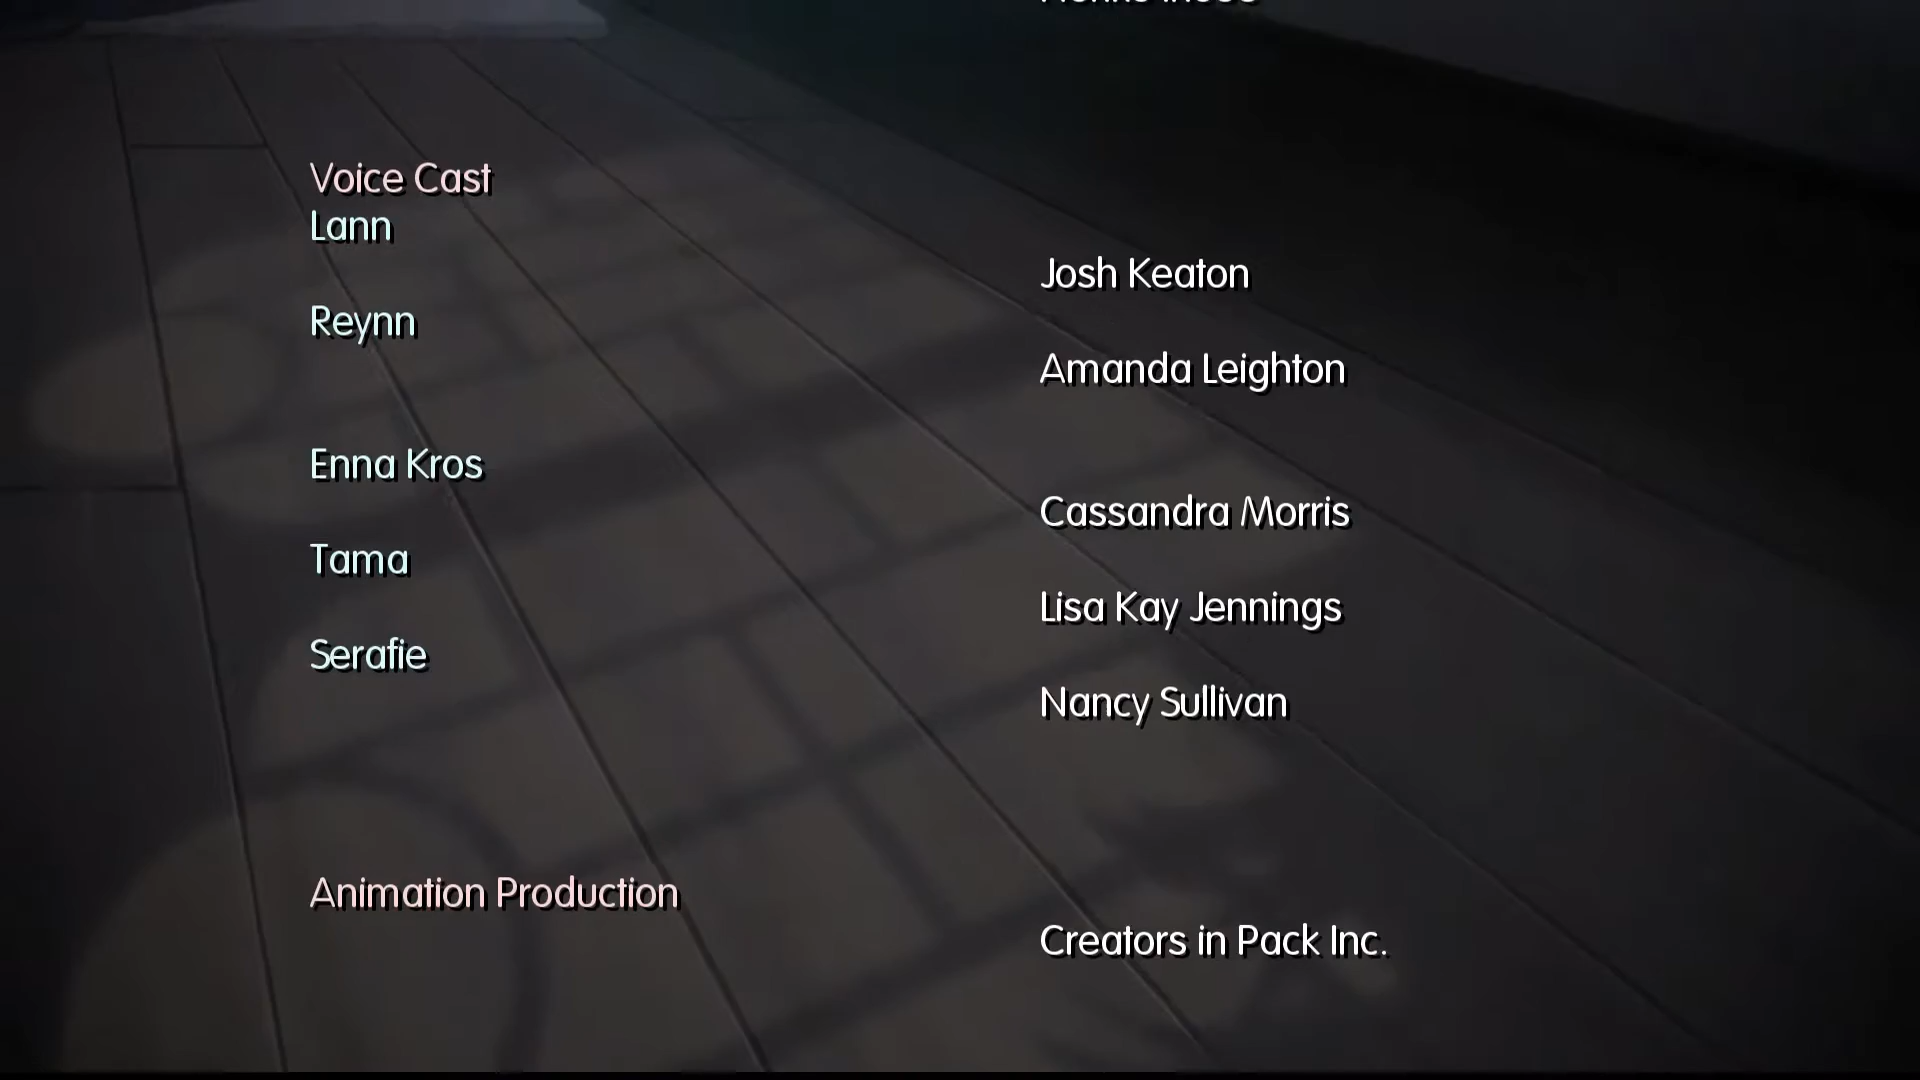 Voice Cast
Lann
Josh Keaton
Reynn
Amanda Leighton
Enna Kros
Cassandra Morris
Tama
Lisa Kay Jennings
Serafie
Nancy Sullivan
Animation Production
Creators in Pack Inc.